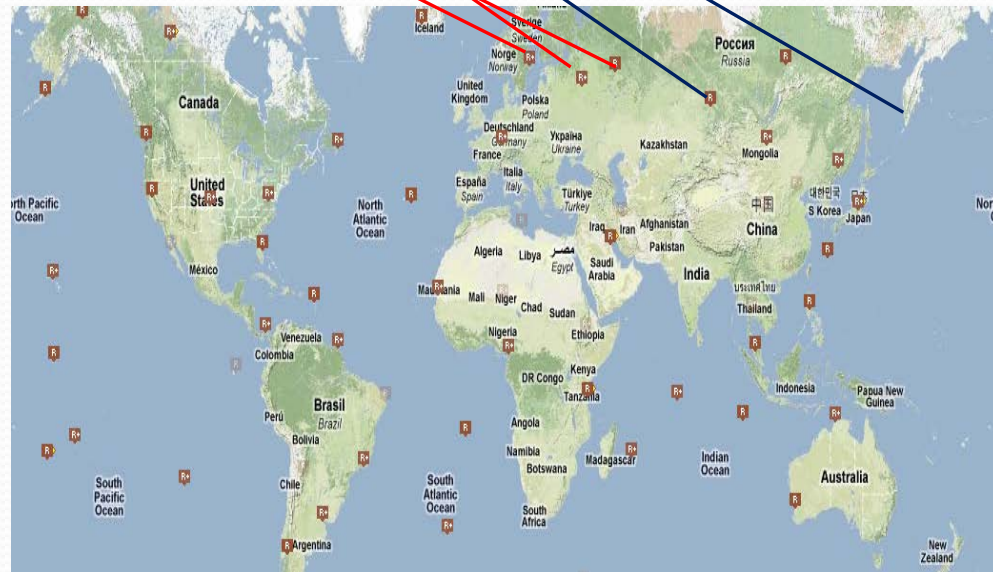 Iceland
Sverige
Sweden
Norge
Norway
Россия
Russia
Canada
United
Kingdom
Polska
Poland
Deutschland
Germany
Україна
Ukraine
Kazakhstan
Mongolia
France
Italia
Italy
España
Spain
Türkiye
Turkey
United
States
North
Atlantic
Ocean
orth Pacific
Ocean
Iraq
Iran
Afghanistan
Pakistan
中国
China
대한민국
S Korea
Japan
Nor
México
Algeria
Libya
مصر
Egypt
Saudi
Arabia
India
ประเทศไทย
Thailand
Mali
Niger
Chad
Sudan
Nigeria
Ethiopia
Venezuela
Colombia
DR Congo
Kenya
Tanzania
Indonesia
Papua New
Guinea
Brasil
Brazil
Perú
Bolivia
Angola
Namibia
Botswana
Madagascar
Indian
Ocean
Australia
South
Pacific
Ocean
Chile
South
Atlantic
Ocean
South
Africa
Argentina
New
Zealand